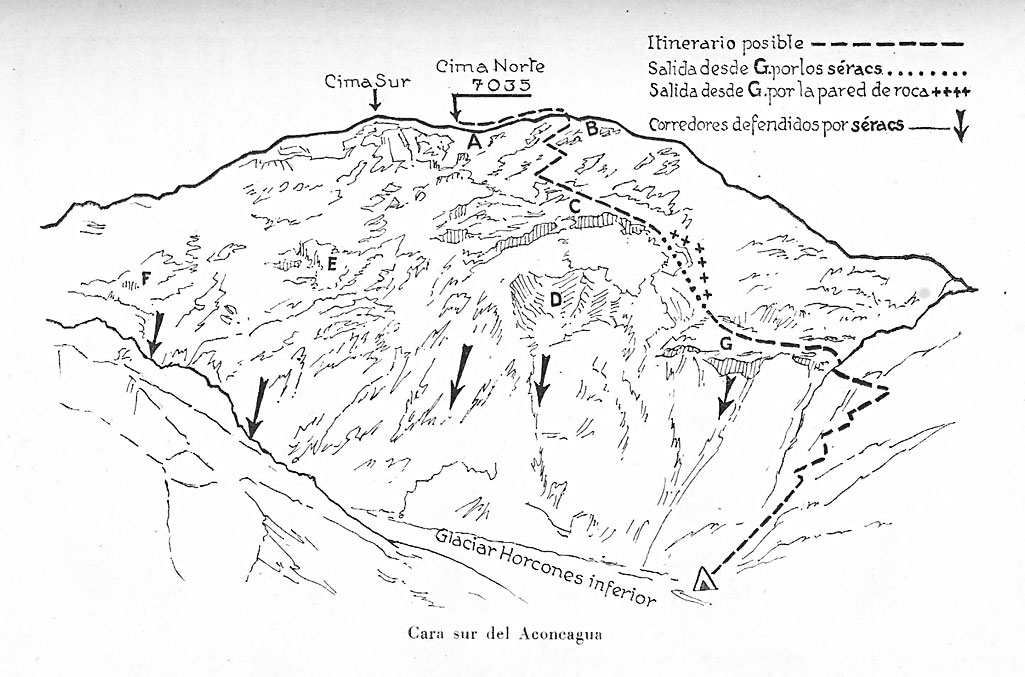 Itinerario posible
Salida desde G. por los séracs
Salida desde G. por la pared de roca
Corredores defendidos por séracs
Cima Sur
Cima Norte
7035
A
B
C
D
E
F
G
Glaciar Horcones inferior
Cara sur del Aconcagua